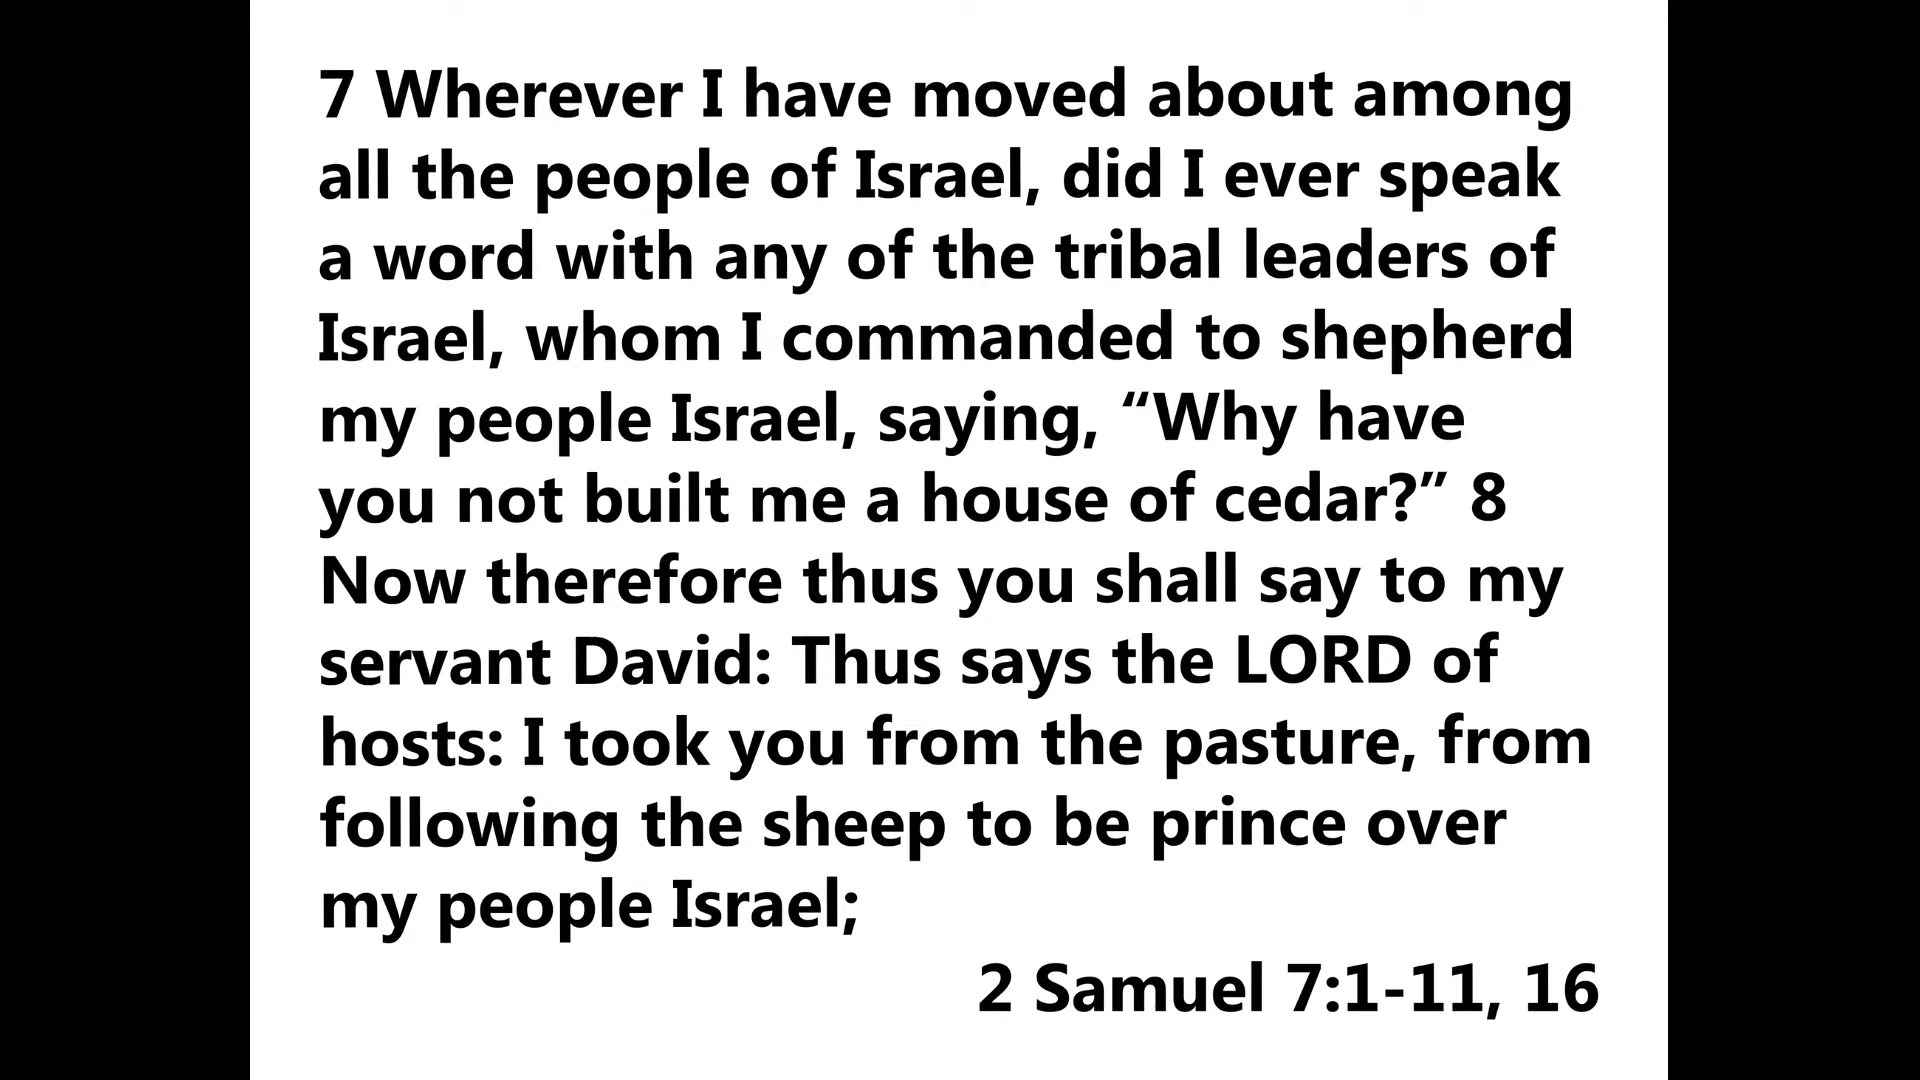 7 Wherever I have moved about among
all the people of Israel, did I ever speak
a word with any of the tribal leaders of
Israel, whom I commanded to shepherd
my people Israel, saying, “Why have
you not built me a house of cedar?” 8
Now therefore thus you shall say to my
servant David: Thus says the LORD of
hosts: I took you from the pasture, from
following the sheep to be prince over
my people Israel;
2 Samuel 7:1-11, 16